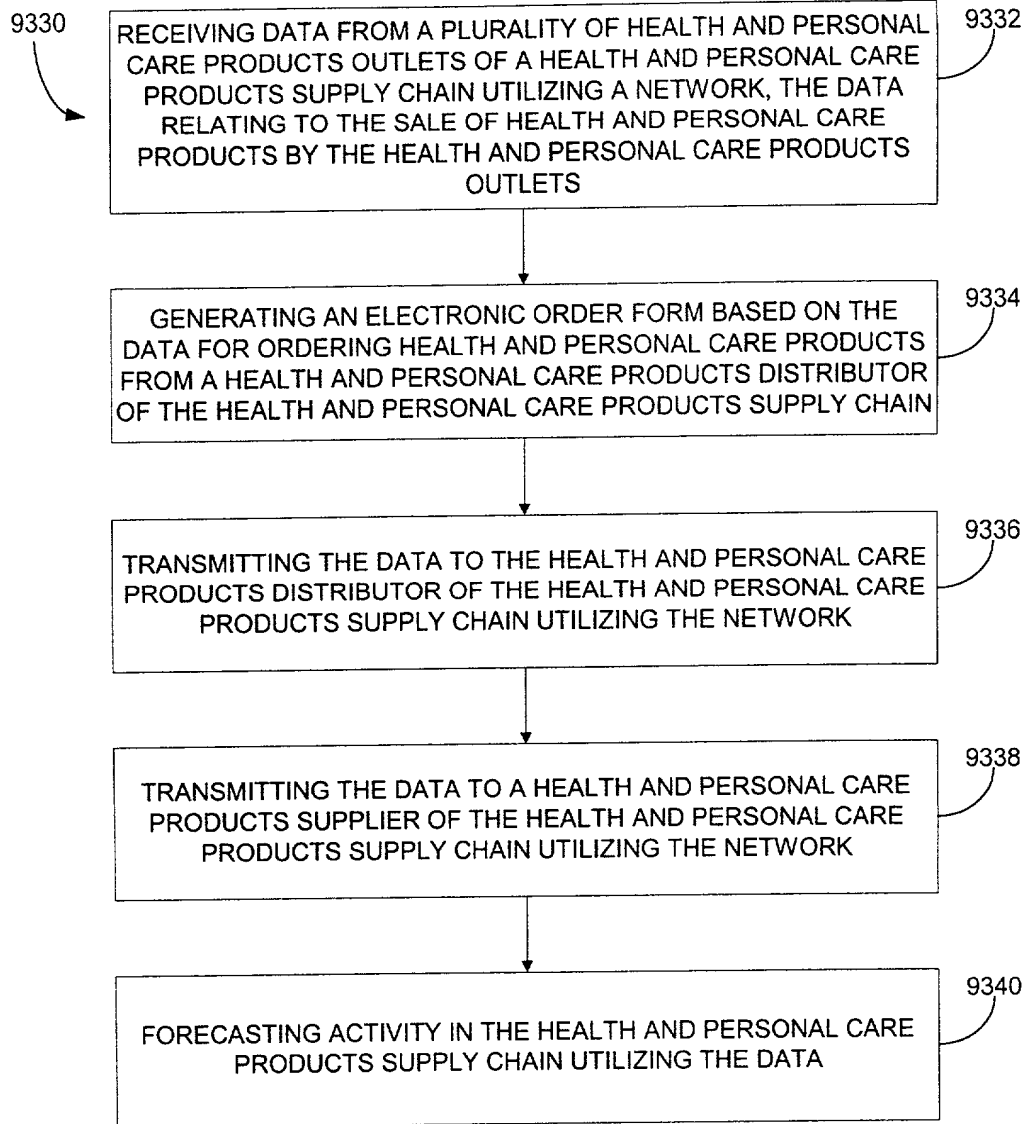 9330
RECEIVING DATA FROM A PLURALITY OF HEALTH AND PERSONAL
CARE PRODUCTS OUTLETS OF A HEALTH AND PERSONAL CARE
PRODUCTS SUPPLY CHAIN UTILIZING A NETWORK, THE DATA
RELATING TO THE SALE OF HEALTH AND PERSONAL CARE
PRODUCTS BY THE HEALTH AND PERSONAL CARE PRODUCTS
OUTLETS
9332
GENERATING AN ELECTRONIC ORDER FORM BASED ON THE
DATA FOR ORDERING HEALTH AND PERSONAL CARE PRODUCTS
FROM A HEALTH AND PERSONAL CARE PRODUCTS DISTRIBUTOR
OF THE HEALTH AND PERSONAL CARE PRODUCTS SUPPLY CHAIN
9334
TRANSMITTING THE DATA TO THE HEALTH AND PERSONAL CARE
PRODUCTS DISTRIBUTOR OF THE HEALTH AND PERSONAL CARE
PRODUCTS SUPPLY CHAIN UTILIZING THE NETWORK
9336
TRANSMITTING THE DATA TO A HEALTH AND PERSONAL CARE
PRODUCTS SUPPLIER OF THE HEALTH AND PERSONAL CARE
PRODUCTS SUPPLY CHAIN UTILIZING THE NETWORK
9338
FORECASTING ACTIVITY IN THE HEALTH AND PERSONAL CARE
PRODUCTS SUPPLY CHAIN UTILIZING THE DATA
9340